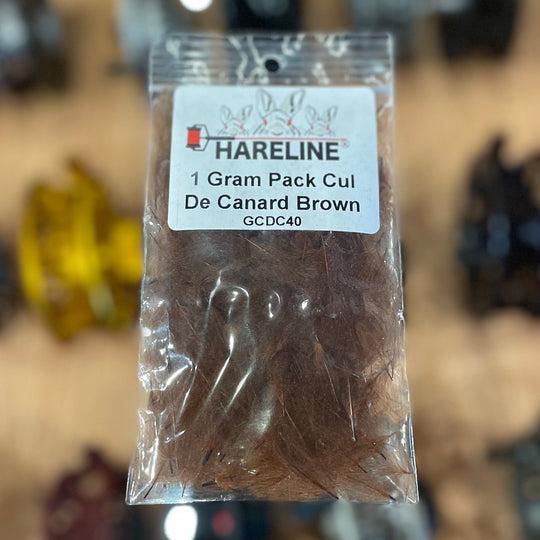 HARELINE
1 Gram Pack Cul
De Canard Brown
GCDC40